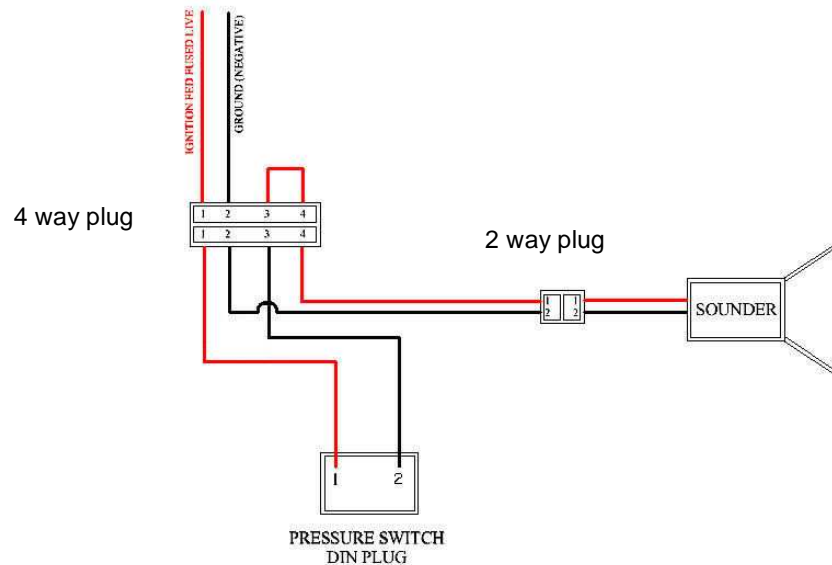 IGNITION FED FUSED LIVE
GROUND (NEGATIVE)
4 way plug
1 2 3 4
1 2 3 4
2 way plug
1 1
2 2
SOUNDER
1 2
PRESSURE SWITCH
DIN PLUG